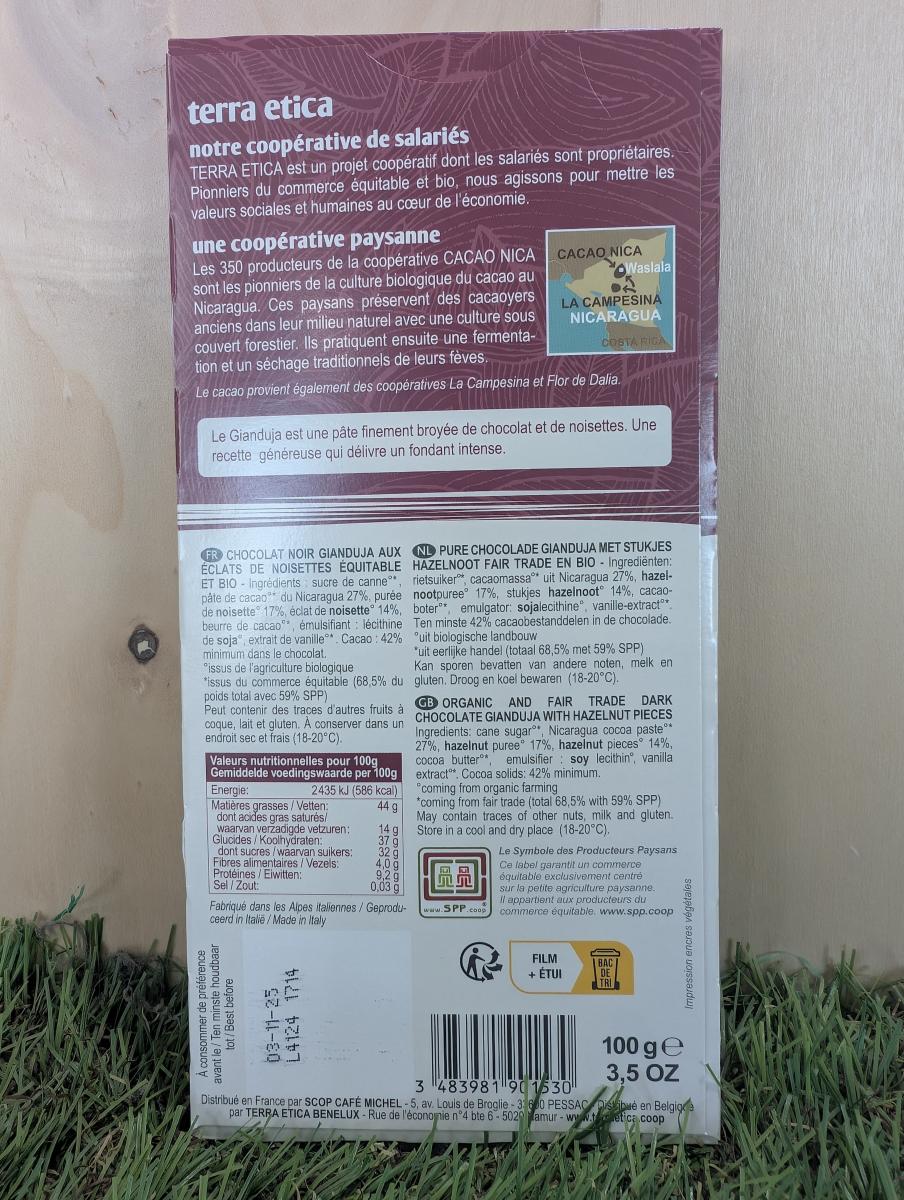 terra etica
notre coopérative de salariés
TERRA ETICA est un projet coopératif dont les salariés sont propriétaires.
Pionniers du commerce équitable et bio, nous agissons pour mettre les
valeurs sociales et humaines au cœur de l'économie.
une coopérative paysanne
Les 350 producteurs de la coopérative CACAO NICA
sont les pionniers de la culture biologique du cacao au
Nicaragua. Ces paysans préservent des cacaoyers
anciens dans leur milieu naturel avec une culture sous
couvert forestier. Ils pratiquent ensuite une fermenta-
tion et un séchage traditionnels de leurs fèves.
CACAO NICA
Waslala
LA CAMPESINA
NICARAGUA
COSTA RICA
Le cacao provient également des coopératives La Campesina et Flor de Dalia.
Le Gianduja est une pâte finement broyée de chocolat et de noisettes. Une
recette généreuse qui délivre un fondant intense.
FR CHOCOLAT NOIR GIANDUJA AUX
ÉCLATS DE NOISETTES ÉQUITABLE
ET BIO - Ingrédients : sucre de canne°*,
pâte de cacao°* du Nicaragua 27%, purée
de noisette° 17%, éclat de noisette° 14%,
beurre de cacao°*, émulsifiant : lécithine
de soja°, extrait de vanille°*. Cacao : 42%
minimum dans le chocolat.
°issus de l'agriculture biologique
*issus du commerce équitable (68,5% du
poids total avec 59% SPP)
Peut contenir des traces d'autres fruits à
coque, lait et gluten. À conserver dans un
endroit sec et frais (18-20°C).
Valeurs nutritionnelles pour 100g
Gemiddelde voedingswaarde per 100g
Energie: 2435 kJ (586 kcal)
Matières grasses / Vetten: 44 g
dont acides gras saturés/
waarvan verzadigde vetzuren: 14 g
Glucides / Koolhydraten: 37 g
dont sucres / waarvan suikers: 32 g
Fibres alimentaires / Vezels: 4,0 g
Protéines / Eiwitten: 9,2 g
Sel / Zout: 0,03 g
Fabriqué dans les Alpes italiennes / Geprodu-
ceerd in Italië / Made in Italy
NL PURE CHOCOLADE GIANDUJA MET STUKJES
HAZELNOOT FAIR TRADE EN BIO - Ingrediënten:
rietsuiker°*, cacaomassa°* uit Nicaragua 27%, hazel-
nootpuree° 17%, stukjes hazelnoot° 14%, cacao-
boter°*, emulgator: sojalecithine°, vanille-extract°*.
Ten minste 42% cacaobestanddelen in de chocolade.
°uit biologische landbouw
*uit eerlijke handel (totaal 68,5% met 59% SPP)
Kan sporen bevatten van andere noten, melk en
gluten. Droog en koel bewaren (18-20°C).
GB ORGANIC AND FAIR TRADE DARK
CHOCOLATE GIANDUJA WITH HAZELNUT PIECES
Ingredients: cane sugar°*, Nicaragua cocoa paste°*
27%, hazelnut puree° 17%, hazelnut pieces° 14%,
cocoa butter°*, emulsifier : soy lecithin°, vanilla
extract°*. Cocoa solids: 42% minimum.
°coming from organic farming
*coming from fair trade (total 68,5% with 59% SPP)
May contain traces of other nuts, milk and gluten.
Store in a cool and dry place (18-20°C).
www.SPP.coop
Le Symbole des Producteurs Paysans
Ce label garantit un commerce
équitable exclusivement centré
sur la petite agriculture paysanne.
Il appartient aux producteurs du
commerce équitable. www.spp.coop
Impression encres végétales
À consommer de préférence
avant le / Ten minste houdbaar
tot / Best before
03-11-25
L4124 1714
FILM
+ ÉTUI
BAC
DE
TRI
3 483981 901530
100 g e
3,5 OZ
Distribué en France par SCOP CAFÉ MICHEL - 5, av. Louis de Broglie - PESSAC - Distribué en Belgique
par TERRA ETICA BENELUX - Rue de l'économie n°4 bte 6 - 5020 Namur - www.terraetica.coop